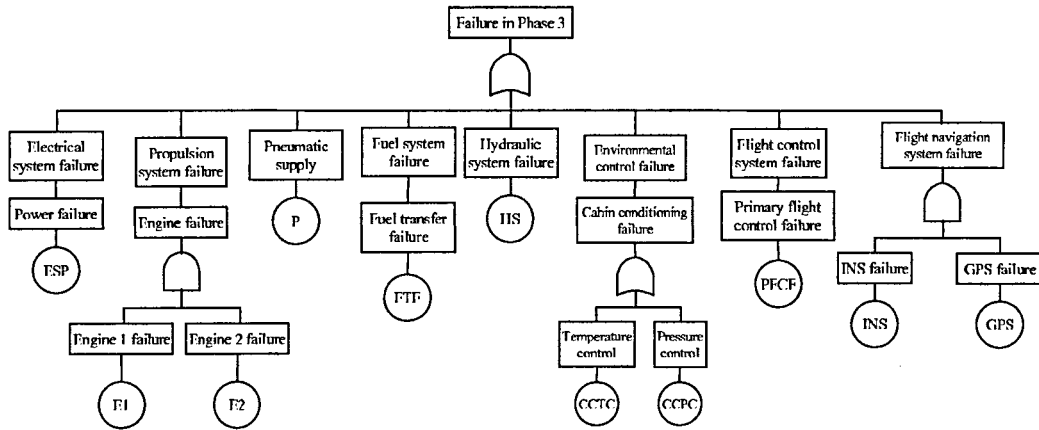 Failure in Phase 3
Electrical
system failure
Power failure
ESP
Propulsion
system failure
Engine failure
Engine 1 failure
E1
Engine 2 failure
E2
Pneumatic
supply
P
Fuel system
failure
Fuel transfer
failure
FTF
Hydraulic
system failure
HS
Environmental
control failure
Cabin conditioning
failure
Temperature
control
CCTC
Pressure
control
CCPC
Flight control
system failure
Primary flight
control failure
PFCF
Flight navigation
system failure
INS failure
INS
GPS failure
GPS